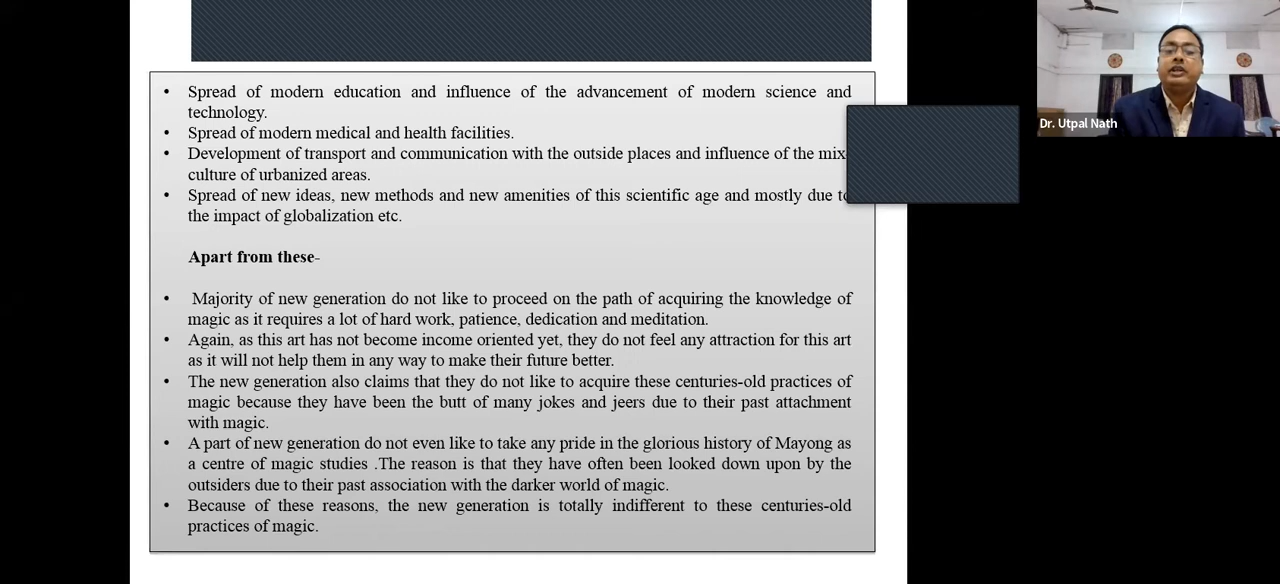 • Spread of modern education and influence of the advancement of modern science and
technology.
• Spread of modern medical and health facilities.
• Development of transport and communication with the outside places and influence of the mix
culture of urbanized areas.
• Spread of new ideas, new methods and new amenities of this scientific age and mostly due to
the impact of globalization etc.
Apart from these-
• Majority of new generation do not like to proceed on the path of acquiring the knowledge of
magic as it requires a lot of hard work, patience, dedication and meditation.
• Again, as this art has not become income oriented yet, they do not feel any attraction for this art
as it will not help them in any way to make their future better.
• The new generation also claims that they do not like to acquire these centuries-old practices of
magic because they have been the butt of many jokes and jeers due to their past attachment
with magic.
• A part of new generation do not even like to take any pride in the glorious history of Mayong as
a centre of magic studies .The reason is that they have often been looked down upon by the
outsiders due to their past association with the darker world of magic.
• Because of these reasons, the new generation is totally indifferent to these centuries-old
practices of magic.
Dr. Utpal Nath